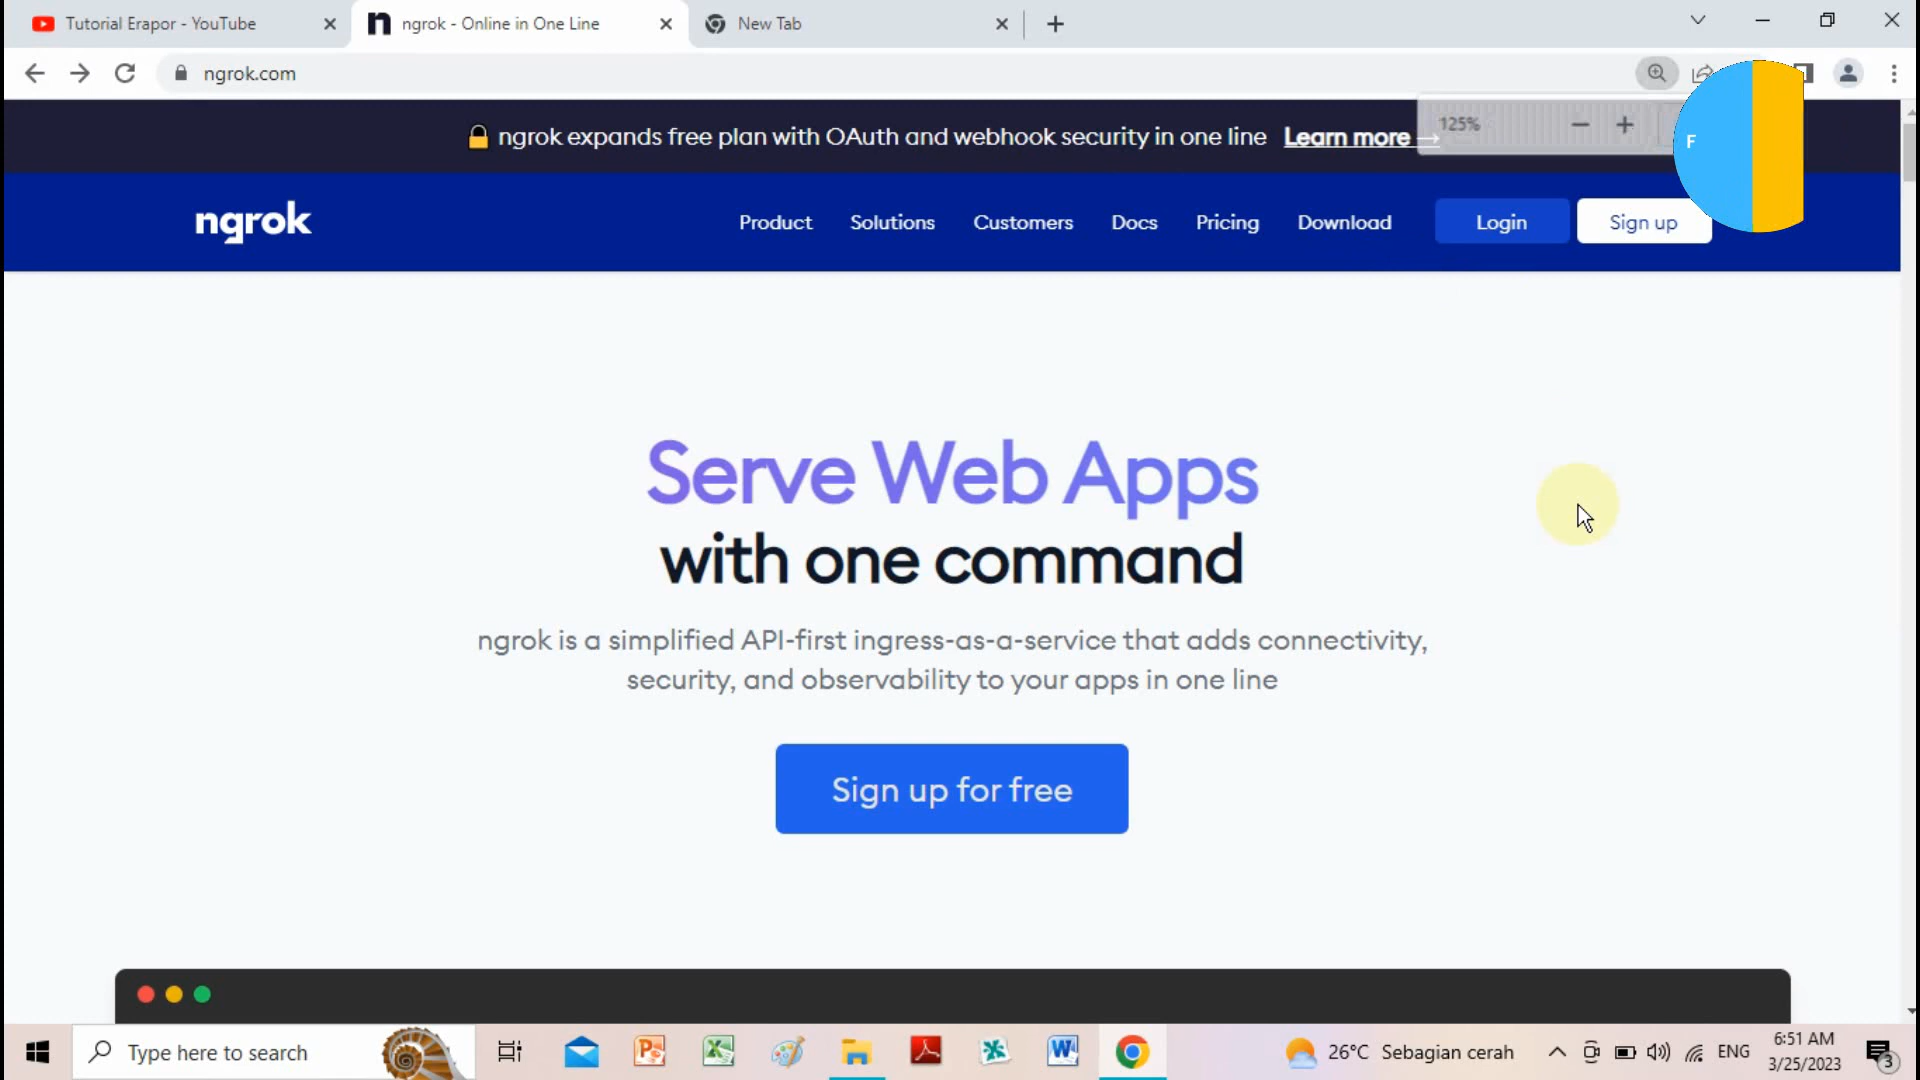 Tutorial Erapor - YouTube
ngrok - Online in One Line
New Tab
ngrok.com
ngrok expands free plan with OAuth and webhook security in one line Learn more →
125%
F
ngrok
Product
Solutions
Customers
Docs
Pricing
Download
Login
Sign up
Serve Web Apps
with one command
ngrok is a simplified API-first ingress-as-a-service that adds connectivity,
security, and observability to your apps in one line
Sign up for free
Type here to search
26°C Sebagian cerah
ENG
6:51 AM
3/25/2023
3